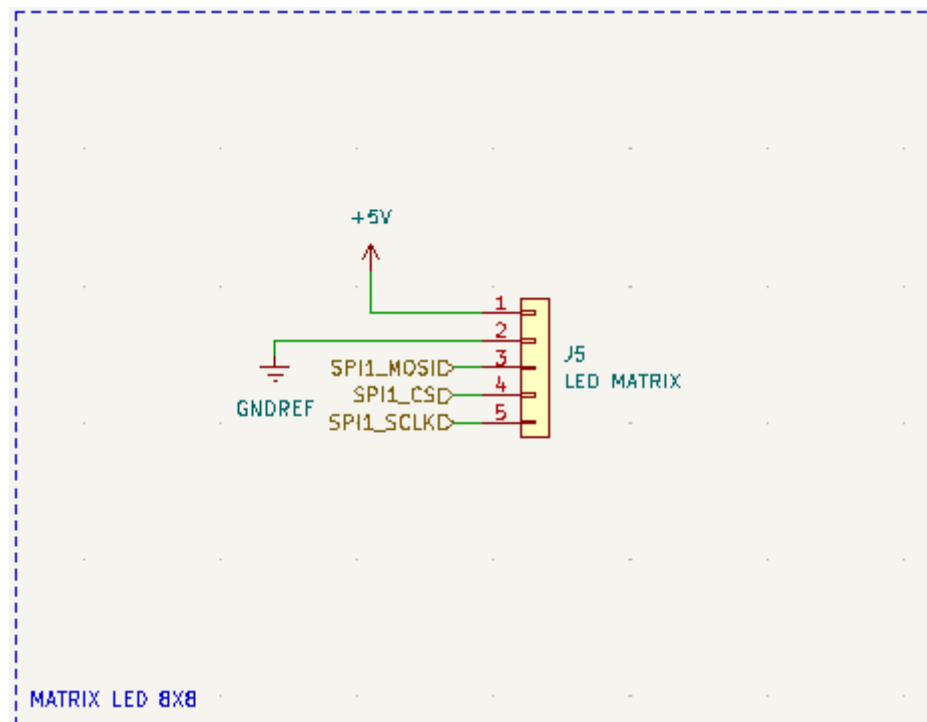 +5V
1
2
3
4
5
J5
LED MATRIX
SPI1_MOSI
SPI1_CS
SPI1_SCLK
GNDREF
MATRIX LED 8X8